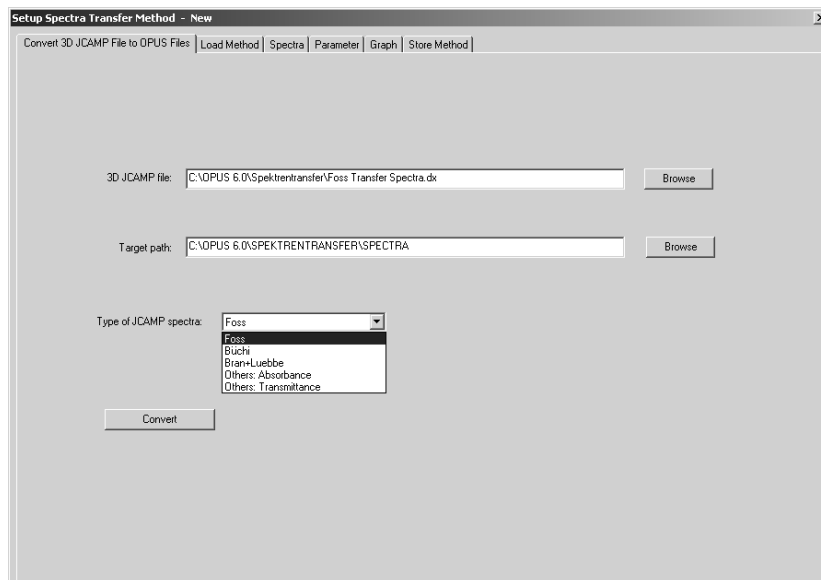 Setup Spectra Transfer Method - New
Convert 3D JCAMP File to OPUS Files Load Method Spectra Parameter Graph Store Method
3D JCAMP file: C:\OPUS 6.0\Spektrentransfer\Foss Transfer Spectra.dx Browse
Target path: C:\OPUS 6.0\SPEKTRENTRANSFER\SPECTRA Browse
Type of JCAMP spectra: Foss
Foss
Büchi
Bran+Luebbe
Others: Absorbance
Others: Transmittance
Convert